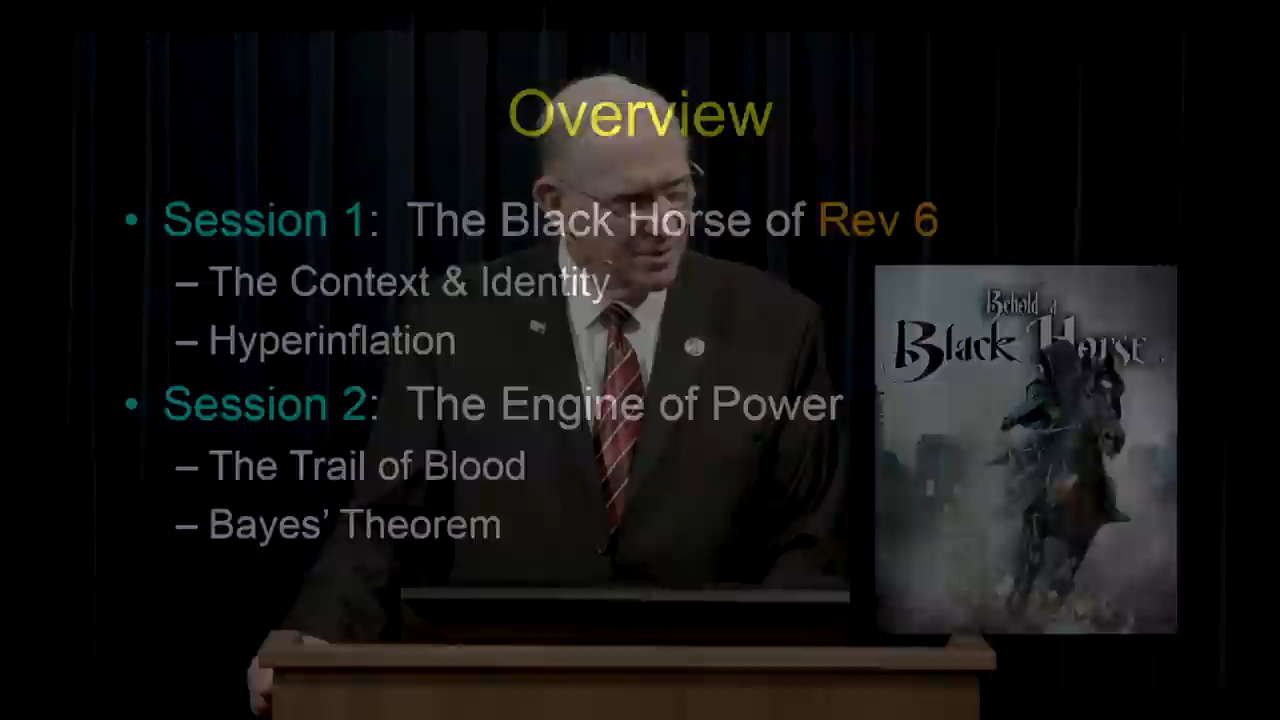 Overview
• Session 1: The Black Horse of Rev 6
– The Context & Identity
– Hyperinflation
• Session 2: The Engine of Power
– The Trail of Blood
– Bayes’ Theorem
Behold a
Black Horse